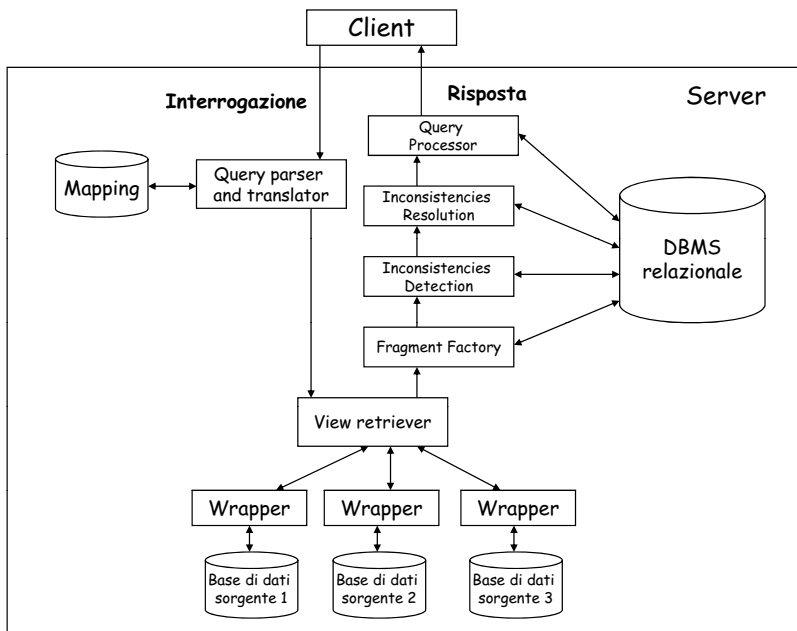 Client
Interrogazione
Risposta
Server
Query
Processor
Mapping
Query parser
and translator
Inconsistencies
Resolution
DBMS
relazionale
Inconsistencies
Detection
Fragment Factory
View retriever
Wrapper
Wrapper
Wrapper
Base di dati
sorgente 1
Base di dati
sorgente 2
Base di dati
sorgente 3